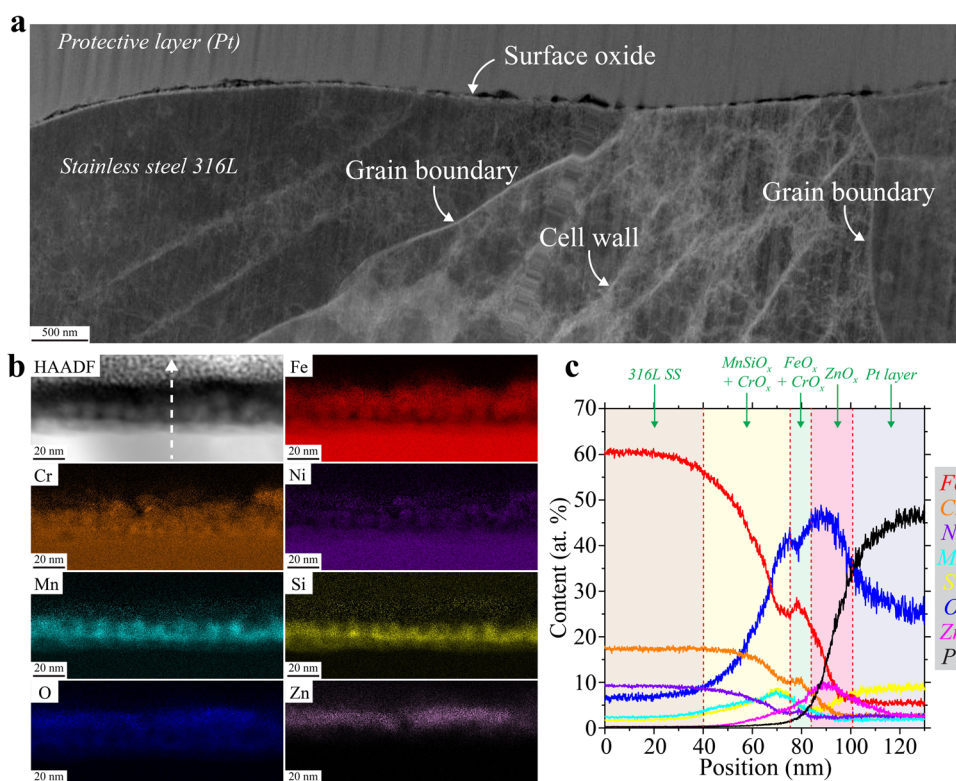 a
Protective layer (Pt)
Surface oxide
Stainless steel 316L
Grain boundary
Grain boundary
Cell wall
500 nm
b
HAADF
20 nm
Fe
20 nm
Cr
20 nm
Ni
20 nm
Mn
20 nm
Si
20 nm
O
20 nm
Zn
20 nm
c
316L SS
MnSiOₓ
+ CrOₓ
FeOₓ
+ CrOₓ
ZnOₓ
Pt layer
70
60
50
40
30
20
10
0
Content (at. %)
0 20 40 60 80 100 120
Position (nm)
O